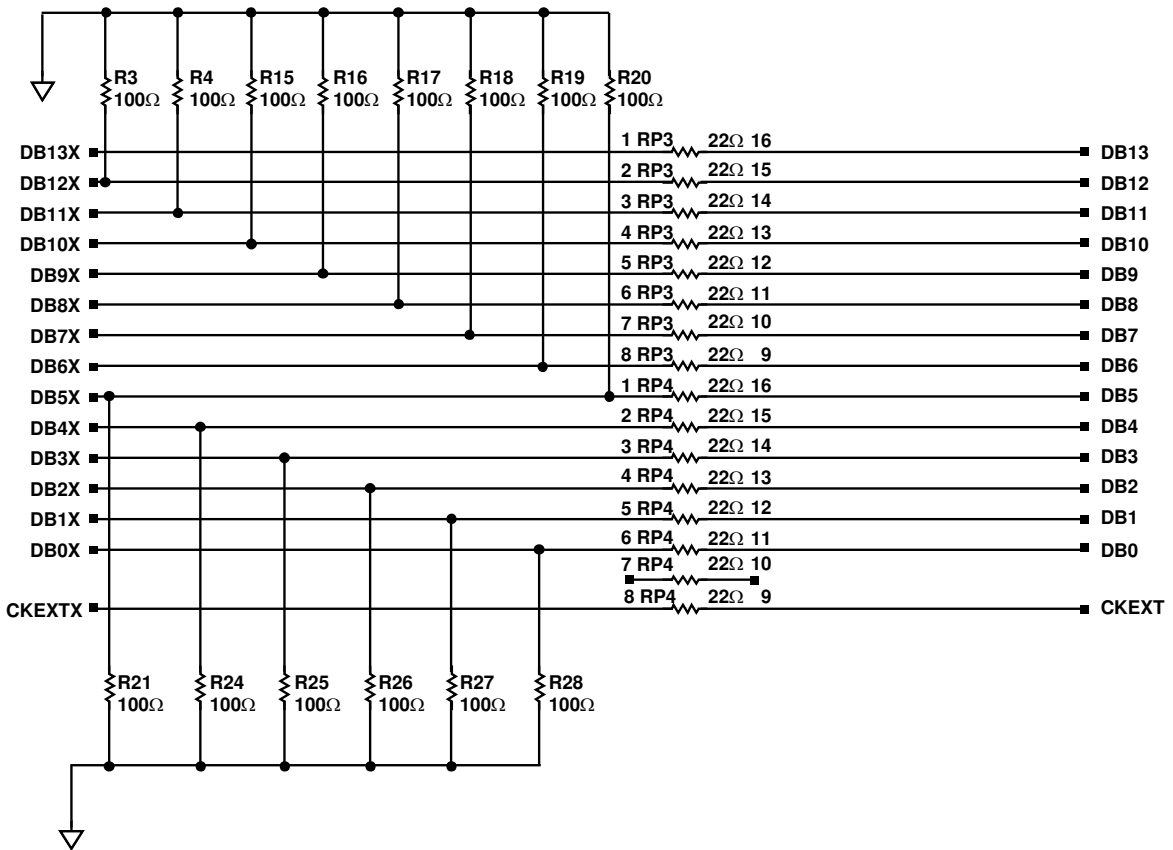 R3 R4 R15 R16 R17 R18 R19 R20
100Ω 100Ω 100Ω 100Ω 100Ω 100Ω 100Ω 100Ω
DB13X 1 RP3 22Ω 16 DB13
DB12X 2 RP3 22Ω 15 DB12
DB11X 3 RP3 22Ω 14 DB11
DB10X 4 RP3 22Ω 13 DB10
DB9X 5 RP3 22Ω 12 DB9
DB8X 6 RP3 22Ω 11 DB8
DB7X 7 RP3 22Ω 10 DB7
DB6X 8 RP3 22Ω 9 DB6
DB5X 1 RP4 22Ω 16 DB5
DB4X 2 RP4 22Ω 15 DB4
DB3X 3 RP4 22Ω 14 DB3
DB2X 4 RP4 22Ω 13 DB2
DB1X 5 RP4 22Ω 12 DB1
DB0X 6 RP4 22Ω 11 DB0
7 RP4 22Ω 10
CKEXTX 8 RP4 22Ω 9 CKEXT
R21 R24 R25 R26 R27 R28
100Ω 100Ω 100Ω 100Ω 100Ω 100Ω